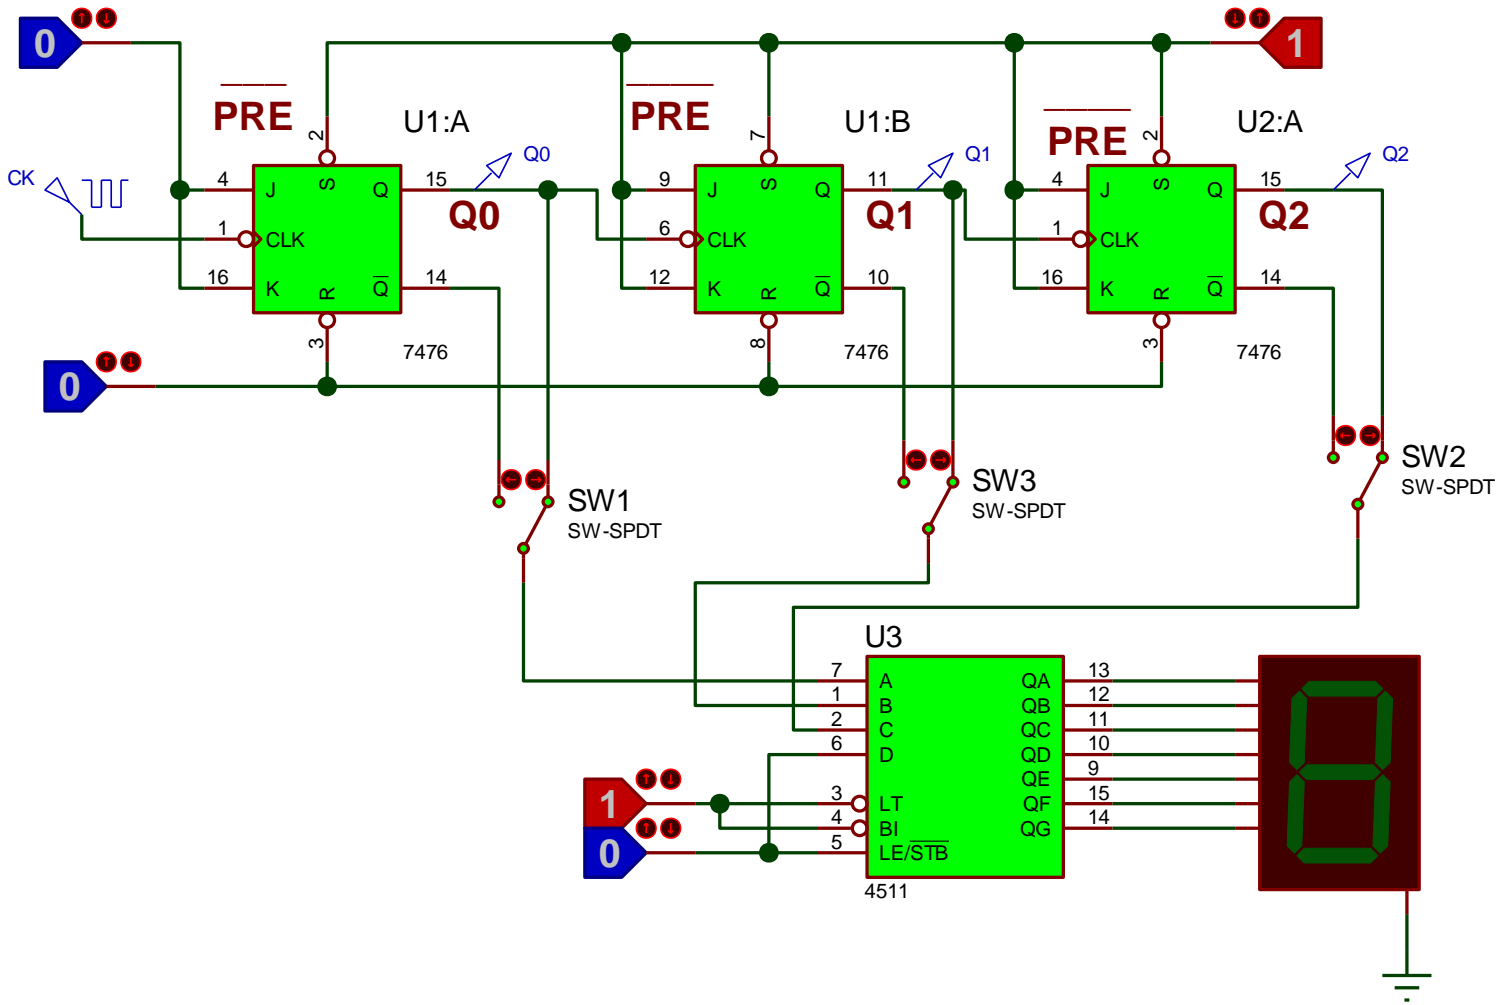 0
1
PRE
PRE
PRE
U1:A
U1:B
U2:A
2
7
2
Q0
Q1
Q2
CK
4
J
S
Q
15
9
J
S
Q
11
4
J
S
Q
15
Q0
Q1
Q2
1
CLK
6
CLK
1
CLK
16
K
R
Q
14
12
K
R
Q
10
16
K
R
Q
14
3
7476
8
7476
3
7476
0
SW1
SW-SPDT
SW3
SW-SPDT
SW2
SW-SPDT
U3
7
A
QA
13
1
B
QB
12
2
C
QC
11
6
D
QD
10
QE
9
1
3
LT
QF
15
4
BI
QG
14
0
5
LE/STB
4511